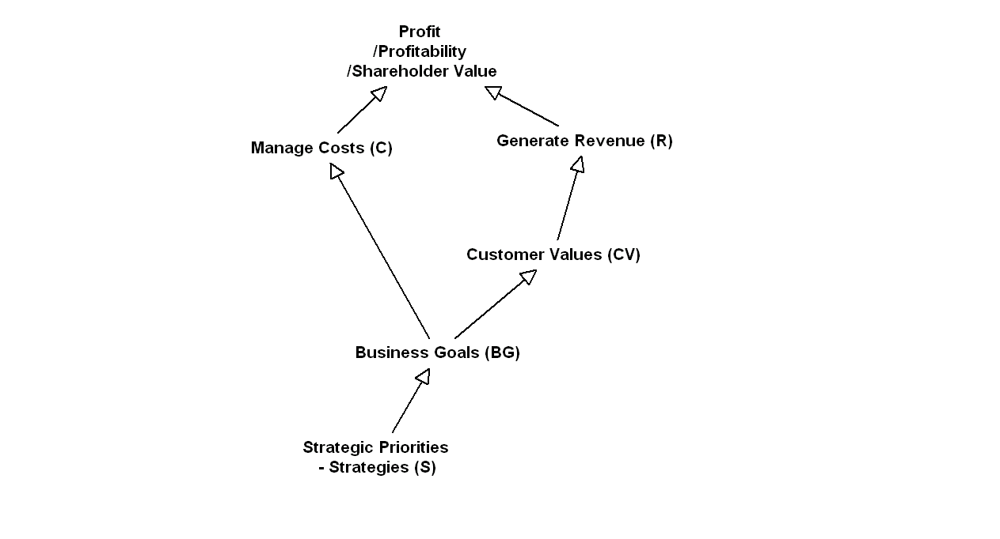 Profit
/Profitability
/Shareholder Value
Manage Costs (C)
Generate Revenue (R)
Customer Values (CV)
Business Goals (BG)
Strategic Priorities
- Strategies (S)